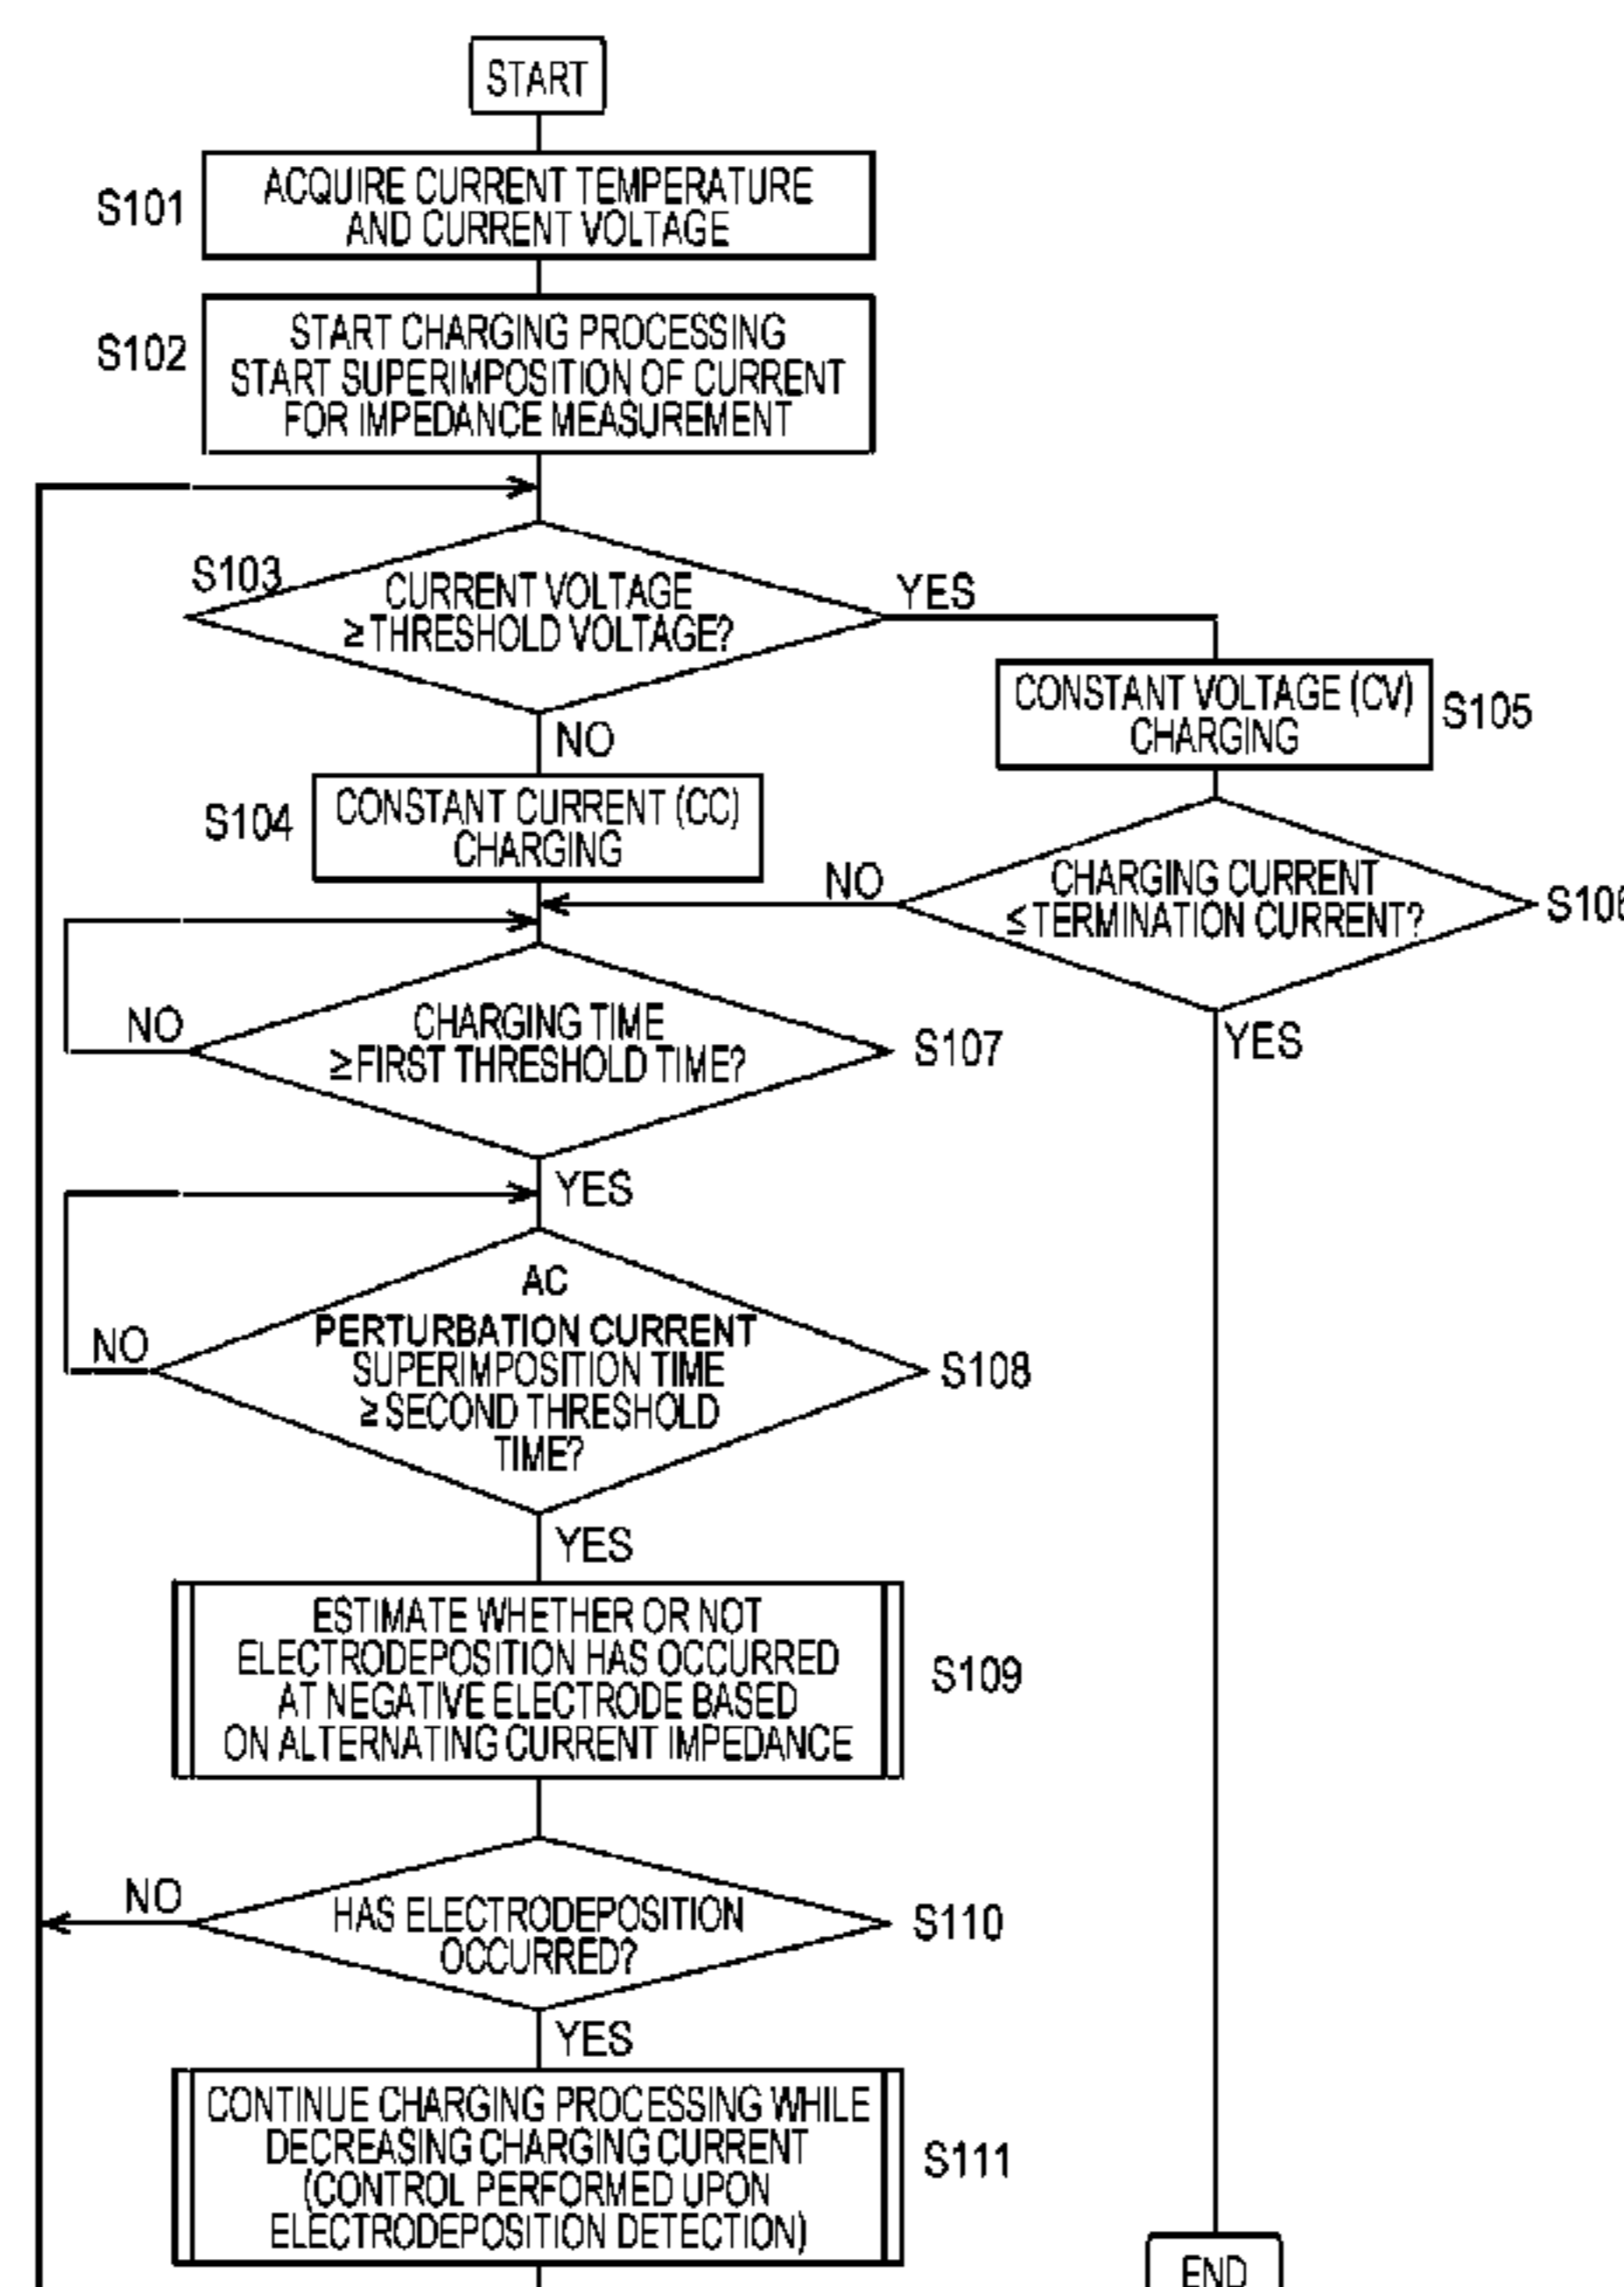 START
S101
ACQUIRE CURRENT TEMPERATURE
AND CURRENT VOLTAGE
S102
START CHARGING PROCESSING
START SUPERIMPOSITION OF CURRENT
FOR IMPEDANCE MEASUREMENT
S103
CURRENT VOLTAGE
≥THRESHOLD VOLTAGE?
YES
NO
CONSTANT VOLTAGE (CV)
CHARGING
S105
S104
CONSTANT CURRENT (CC)
CHARGING
NO
CHARGING CURRENT
≤TERMINATION CURRENT?
S106
YES
NO
CHARGING TIME
≥FIRST THRESHOLD TIME?
S107
YES
NO
AC
PERTURBATION CURRENT
SUPERIMPOSITION TIME
≥SECOND THRESHOLD
TIME?
S108
YES
ESTIMATE WHETHER OR NOT
ELECTRODEPOSITION HAS OCCURRED
AT NEGATIVE ELECTRODE BASED
ON ALTERNATING CURRENT IMPEDANCE
S109
NO
HAS ELECTRODEPOSITION
OCCURRED?
S110
YES
CONTINUE CHARGING PROCESSING WHILE
DECREASING CHARGING CURRENT
(CONTROL PERFORMED UPON
ELECTRODEPOSITION DETECTION)
S111
END